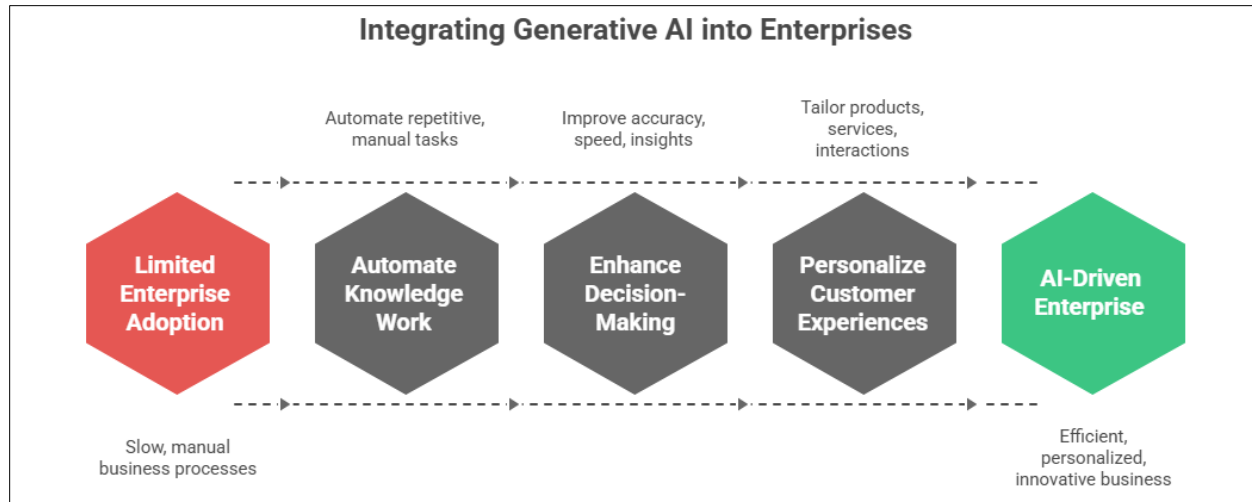 Integrating Generative AI into Enterprises
Automate repetitive,
manual tasks
Improve accuracy,
speed, insights
Tailor products,
services,
interactions
Limited
Enterprise
Adoption
Automate
Knowledge
Work
Enhance
Decision-
Making
Personalize
Customer
Experiences
AI-Driven
Enterprise
Slow, manual
business processes
Efficient,
personalized,
innovative business